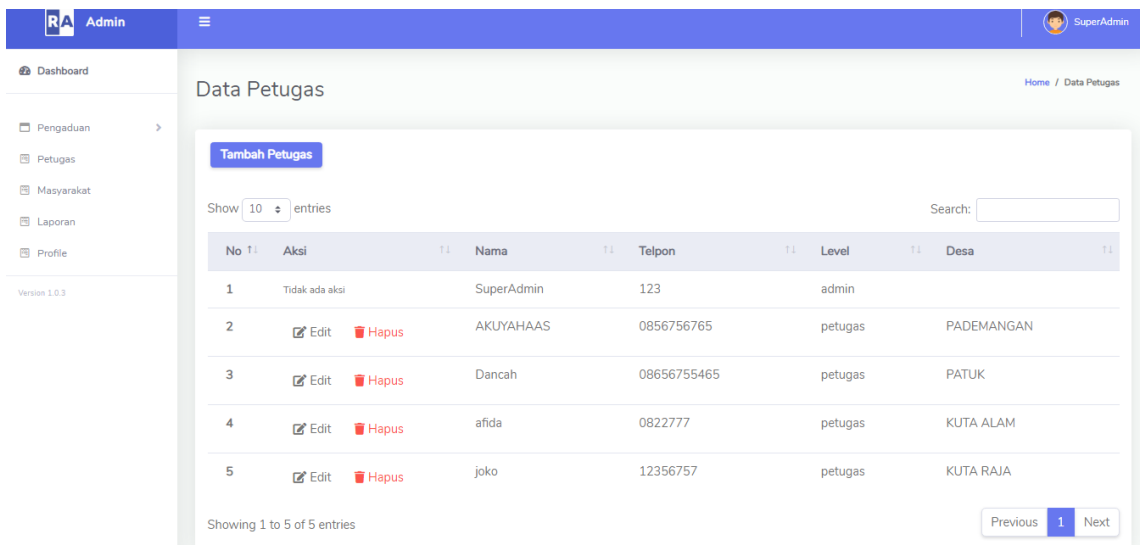 RA Admin
SuperAdmin
Dashboard
Pengaduan
Petugas
Masyarakat
Laporan
Profile
Version 1.0.3
Data Petugas
Home / Data Petugas
Tambah Petugas
Show 10 entries
Search:
No Aksi Nama Telpon Level Desa
1 Tidak ada aksi SuperAdmin 123 admin
2 Edit Hapus AKUYAHAAS 0856756765 petugas PADEMANGAN
3 Edit Hapus Dancah 08656755465 petugas PATUK
4 Edit Hapus afida 0822777 petugas KUTA ALAM
5 Edit Hapus joko 12356757 petugas KUTA RAJA
Showing 1 to 5 of 5 entries
Previous 1 Next